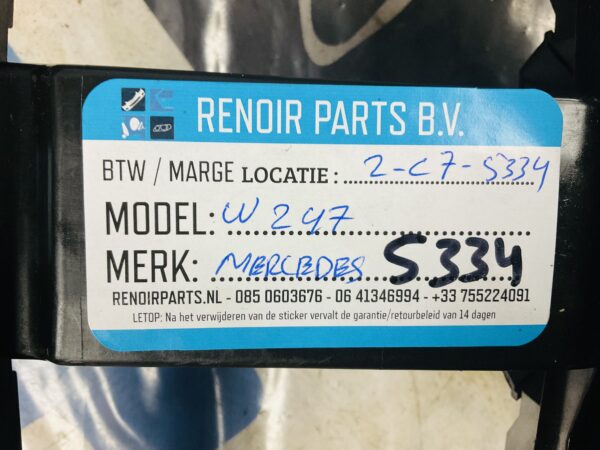 RENOIR PARTS B.V.
BTW / MARGE LOCATIE : 2-C7-S334
MODEL: W247
MERK: MERCEDES S334
RENOIRPARTS.NL - 085 0603676 - 06 41346994 - +33 755224091
LETOP: Na het verwijderen van de sticker vervalt de garantie/retourbeleid van 14 dagen